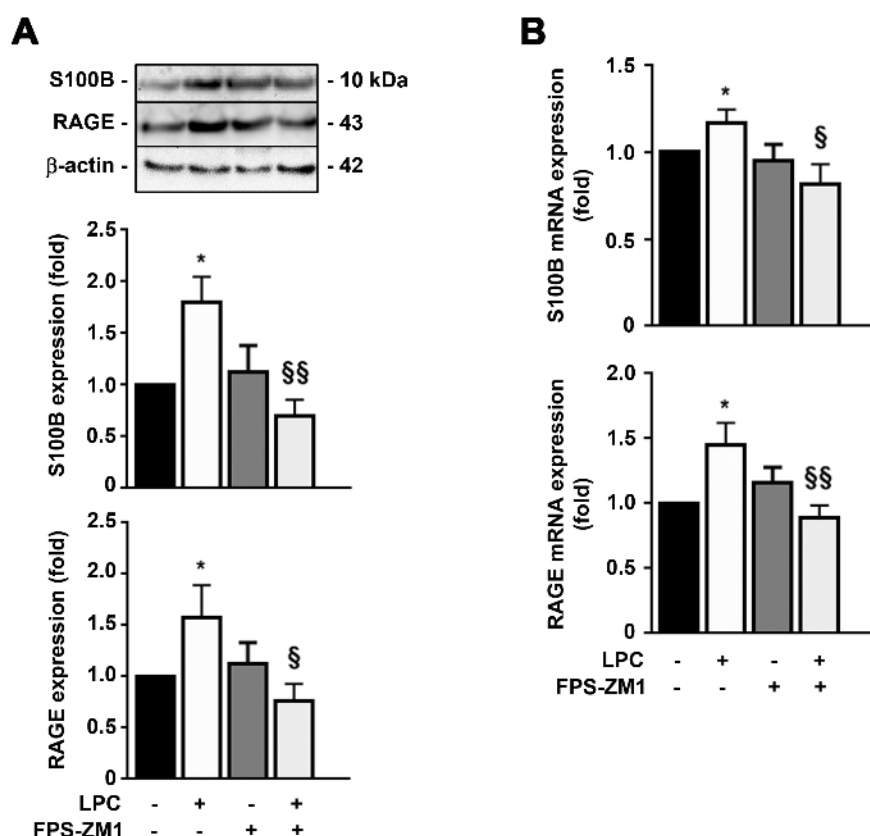 A
S100B - - 10 kDa
RAGE - - 43
β-actin - - 42
S100B expression (fold)
2.5
2.0
1.5
1.0
0.5
0
*
§§
RAGE expression (fold)
2.5
2.0
1.5
1.0
0.5
0
*
§
LPC - + - +
FPS-ZM1 - - + +
B
S100B mRNA expression
(fold)
1.5
1.0
0.5
0
*
§
RAGE mRNA expression
(fold)
2.0
1.5
1.0
0.5
0
*
§§
LPC - + - +
FPS-ZM1 - - + +